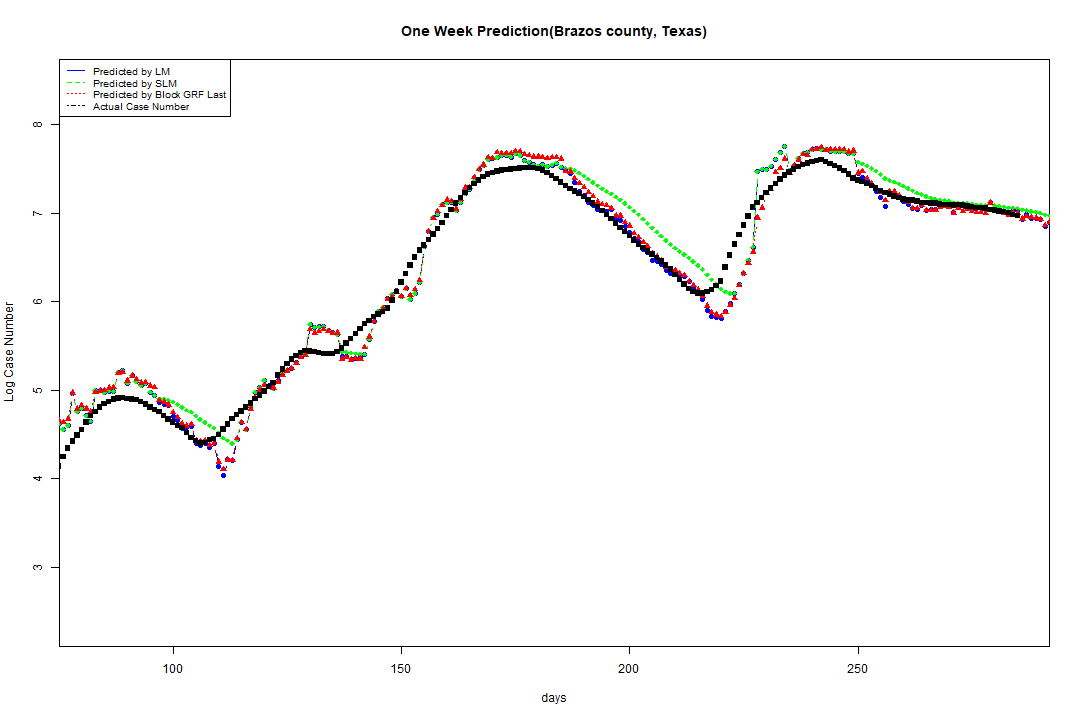 One Week Prediction(Brazos county, Texas)
Predicted by LM
Predicted by SLM
Predicted by Block GRF Last
Actual Case Number
8
7
6
5
4
3
Log Case Number
100 150 200 250
days